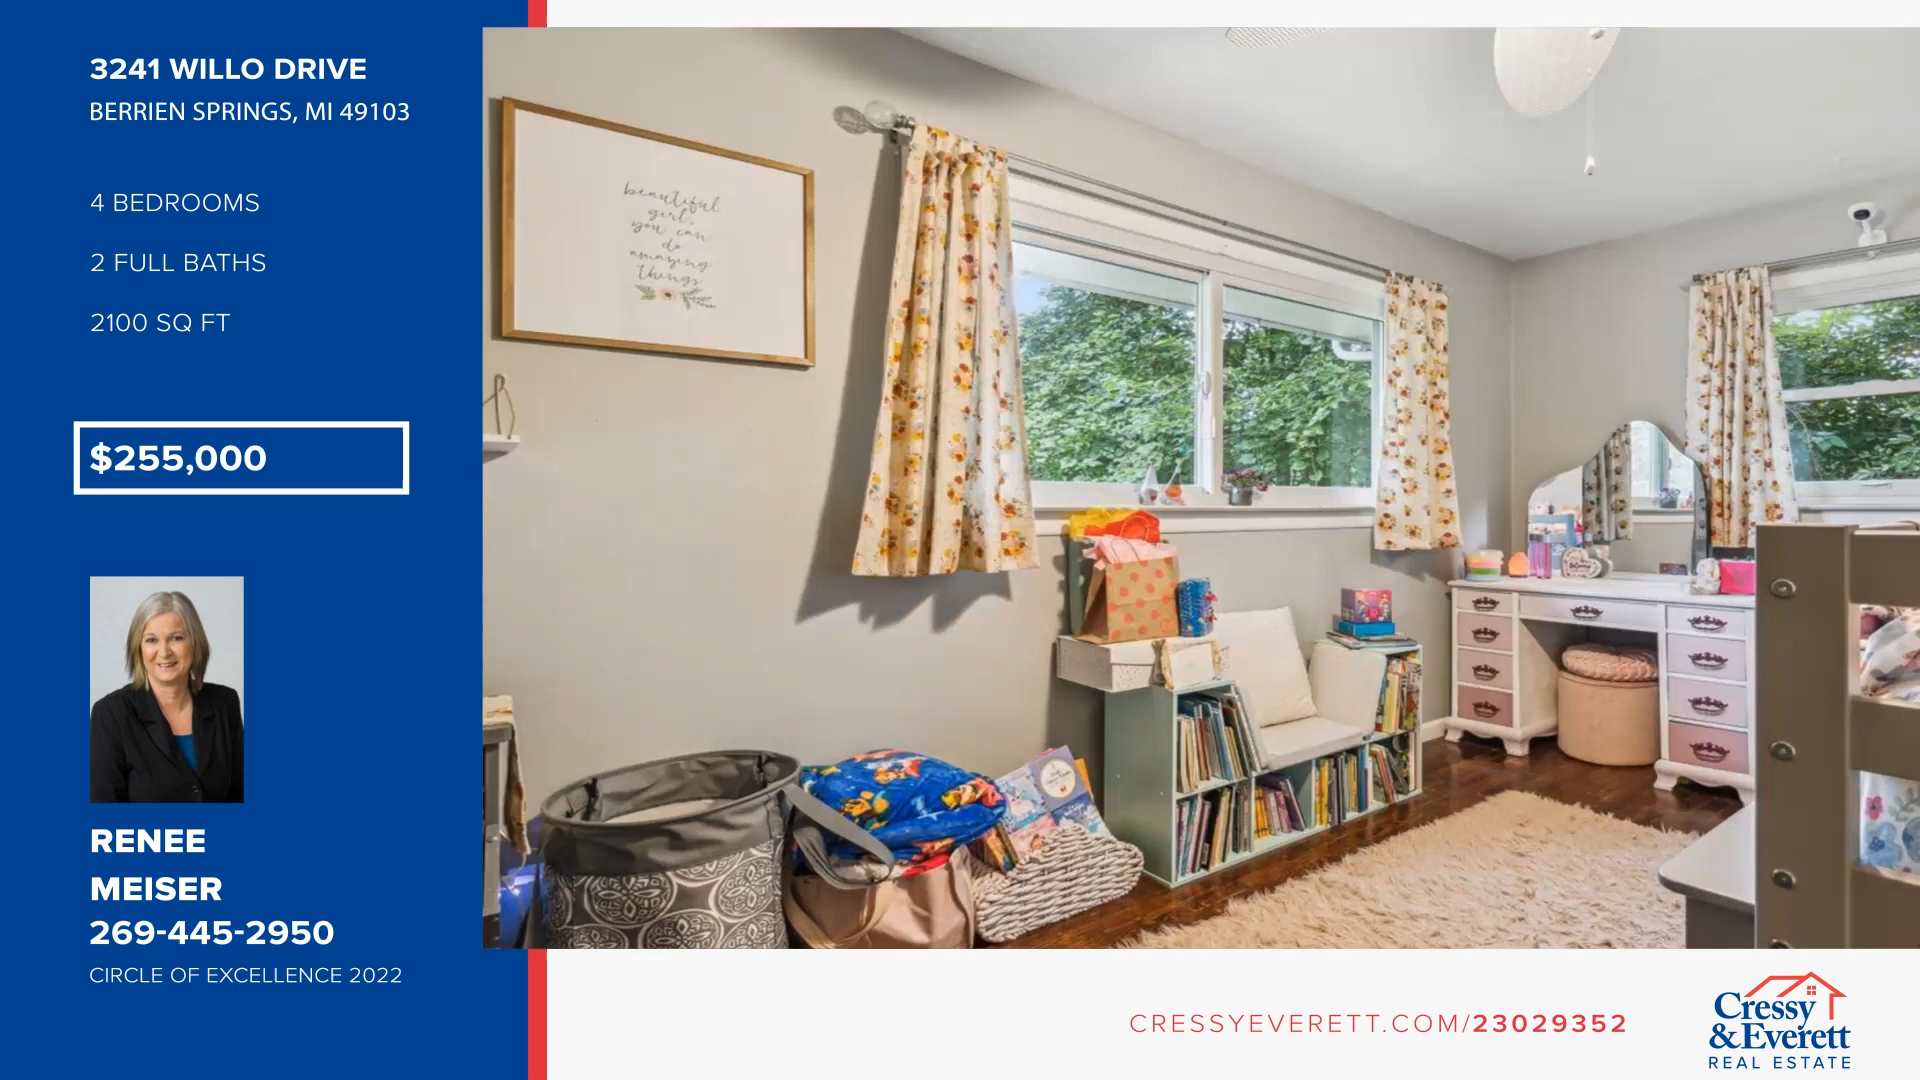 3241 WILLO DRIVE
BERRIEN SPRINGS, MI 49103
4 BEDROOMS
2 FULL BATHS
2100 SQ FT
$255,000
RENEE
MEISER
269-445-2950
CIRCLE OF EXCELLENCE 2022
beautiful
girl,
you can
do
amazing
things
CRESSYEVERETT.COM/23029352
Cressy
& Everett
REAL ESTATE